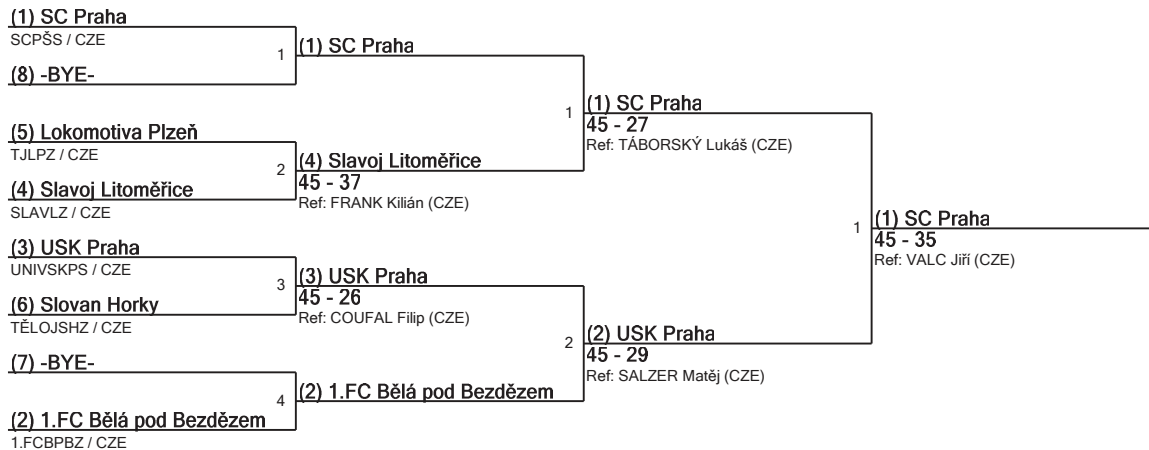 (1) SC Praha
SCPŠS / CZE
(8) -BYE-
(5) Lokomotiva Plzeň
TJLPZ / CZE
(4) Slavoj Litoměřice
SLAVLZ / CZE
(3) USK Praha
UNIVSKPS / CZE
(6) Slovan Horky
TĚLOJSHZ / CZE
(7) -BYE-
(2) 1.FC Bělá pod Bezdězem
1.FCBPBZ / CZE
1
(1) SC Praha
2
(4) Slavoj Litoměřice
45 - 37
Ref: FRANK Kilián (CZE)
3
(3) USK Praha
45 - 26
Ref: COUFAL Filip (CZE)
4
(2) 1.FC Bělá pod Bezdězem
1
(1) SC Praha
45 - 27
Ref: TÁBORSKÝ Lukáš (CZE)
2
(2) USK Praha
45 - 29
Ref: SALZER Matěj (CZE)
1
(1) SC Praha
45 - 35
Ref: VALC Jiří (CZE)